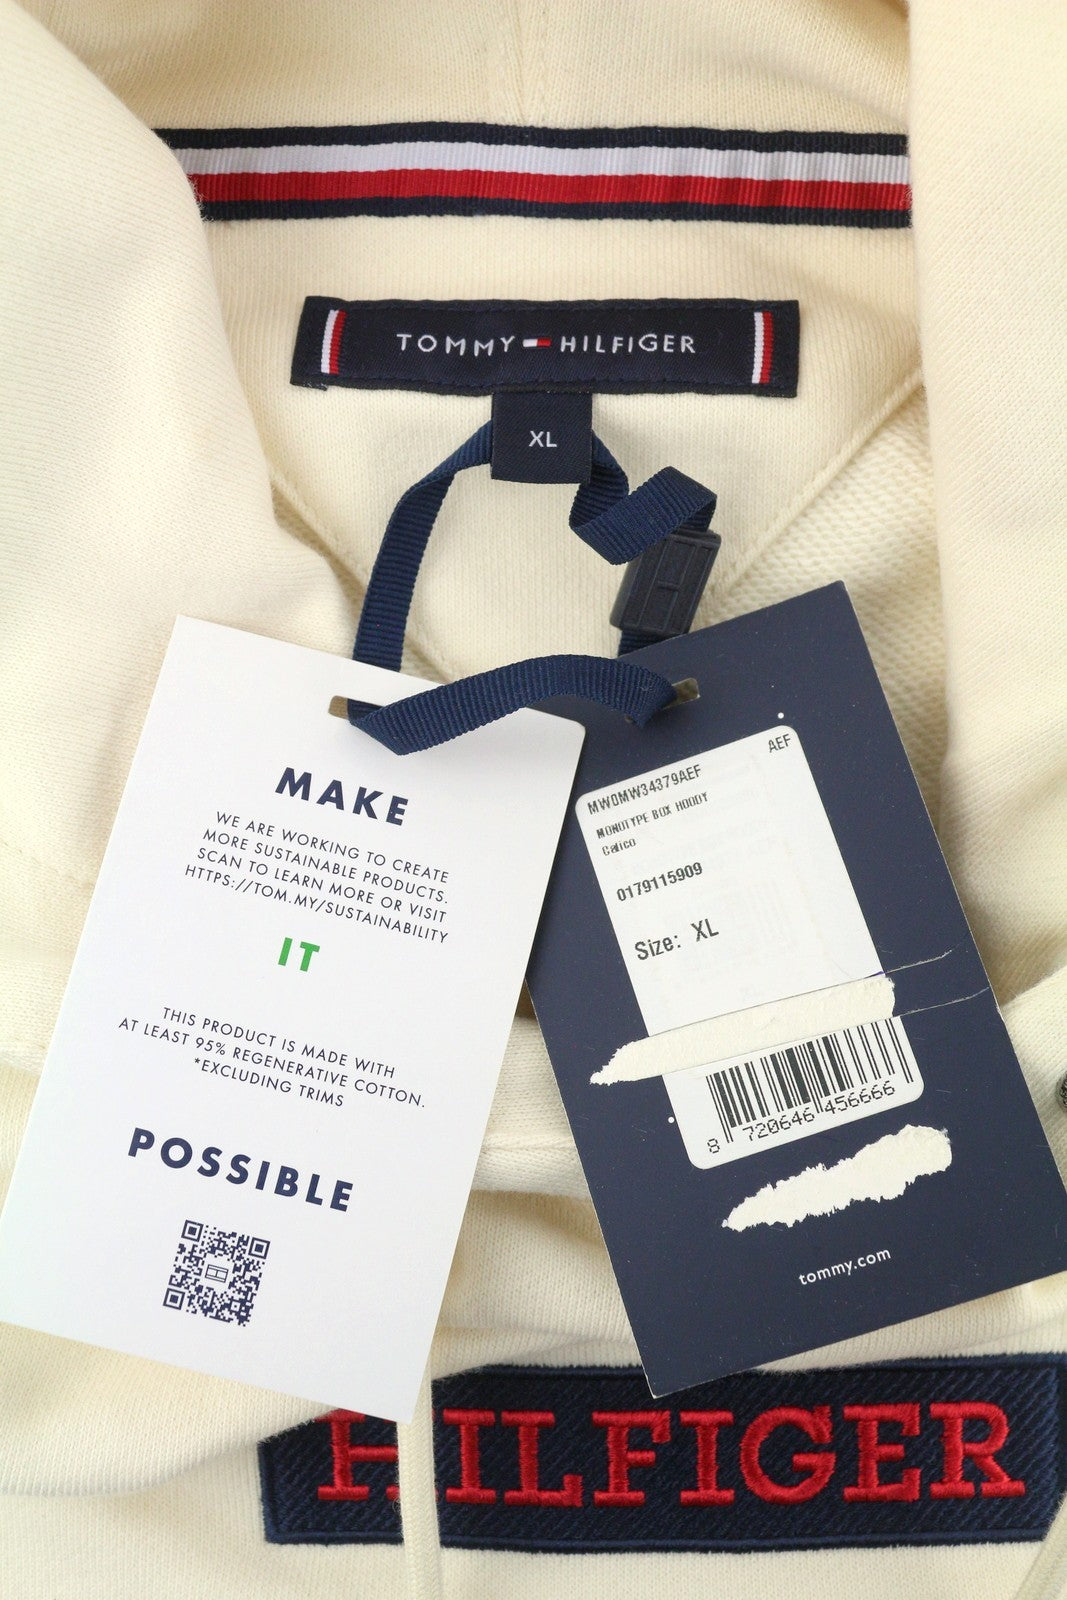 TOMMY HILFIGER
XL
MAKE
WE ARE WORKING TO CREATE
MORE SUSTAINABLE PRODUCTS.
SCAN TO LEARN MORE OR VISIT
HTTPS://TOM.MY/SUSTAINABILITY
IT
THIS PRODUCT IS MADE WITH
AT LEAST 95% REGENERATIVE COTTON.
*EXCLUDING TRIMS
POSSIBLE
AEF
MW0MW34379AEF
MONOTYPE BOX HOODY
Calico
0179115909
Size: XL
8 720646 456666
tommy.com
HILFIGER